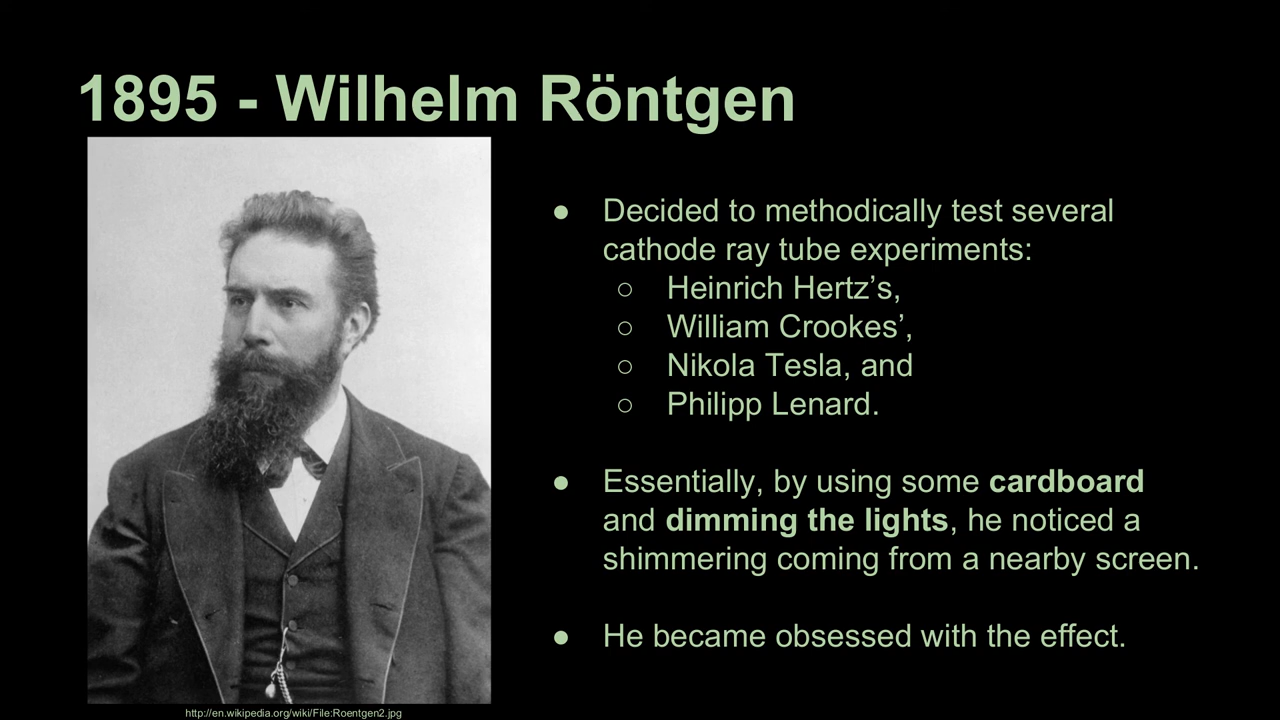 1895 - Wilhelm Röntgen
● Decided to methodically test several
cathode ray tube experiments:
○ Heinrich Hertz’s,
○ William Crookes’,
○ Nikola Tesla, and
○ Philipp Lenard.
● Essentially, by using some cardboard
and dimming the lights, he noticed a
shimmering coming from a nearby screen.
● He became obsessed with the effect.
http://en.wikipedia.org/wiki/File:Roentgen2.jpg